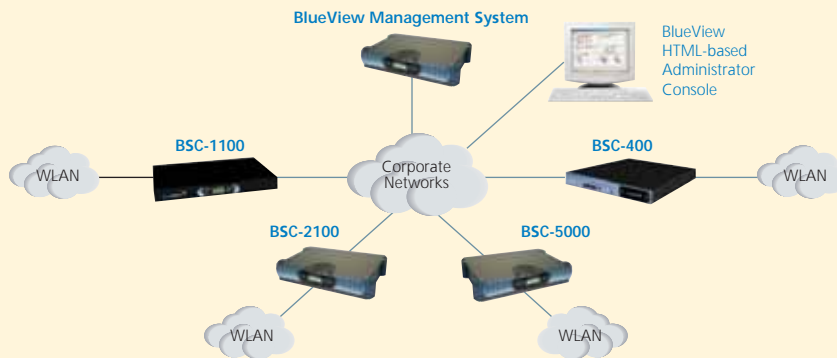 BlueView Management System
BlueView
HTML-based
Administrator
Console
BSC-1100
BSC-400
WLAN
Corporate
Networks
WLAN
BSC-2100
BSC-5000
WLAN
WLAN